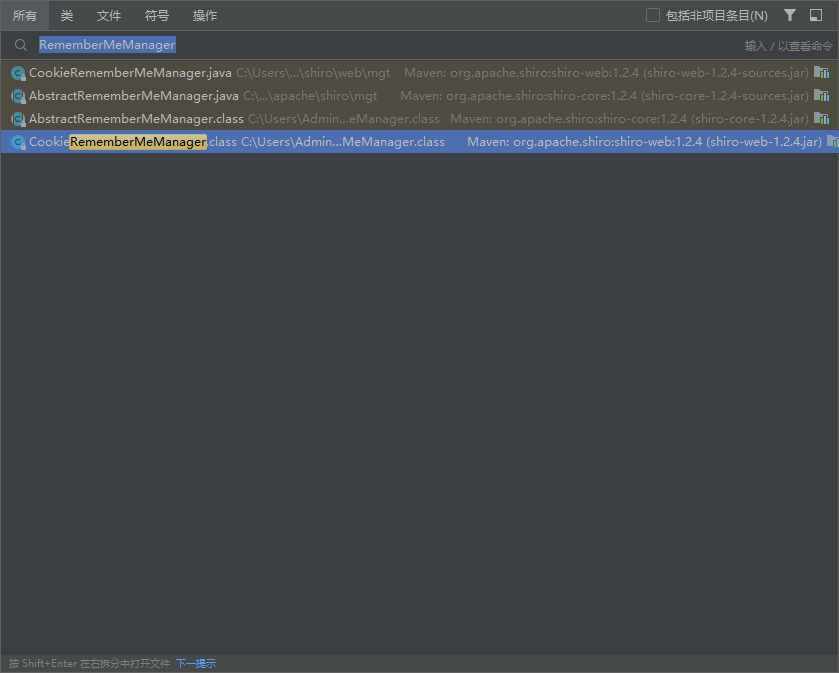 所有 类 文件 符号 操作 包括非项目条目(N)
RememberMeManager 输入 / 以查看命令
CookieRememberMeManager.java C:\Users\...\shiro\web\mgt Maven: org.apache.shiro:shiro-web:1.2.4 (shiro-web-1.2.4-sources.jar)
AbstractRememberMeManager.java C:\...\apache\shiro\mgt Maven: org.apache.shiro:shiro-core:1.2.4 (shiro-core-1.2.4-sources.jar)
AbstractRememberMeManager.class C:\Users\Admin...eManager.class Maven: org.apache.shiro:shiro-core:1.2.4 (shiro-core-1.2.4.jar)
CookieRememberMeManager.class C:\Users\Admin...MeManager.class Maven: org.apache.shiro:shiro-web:1.2.4 (shiro-web-1.2.4.jar)
按 Shift+Enter 在右拆分中打开文件 下一提示